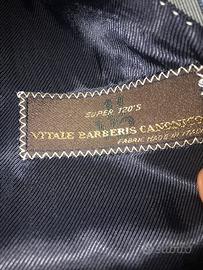 SUPER 120'S
VITALE BARBERIS CANONICO
FABRIC MADE IN ITALY